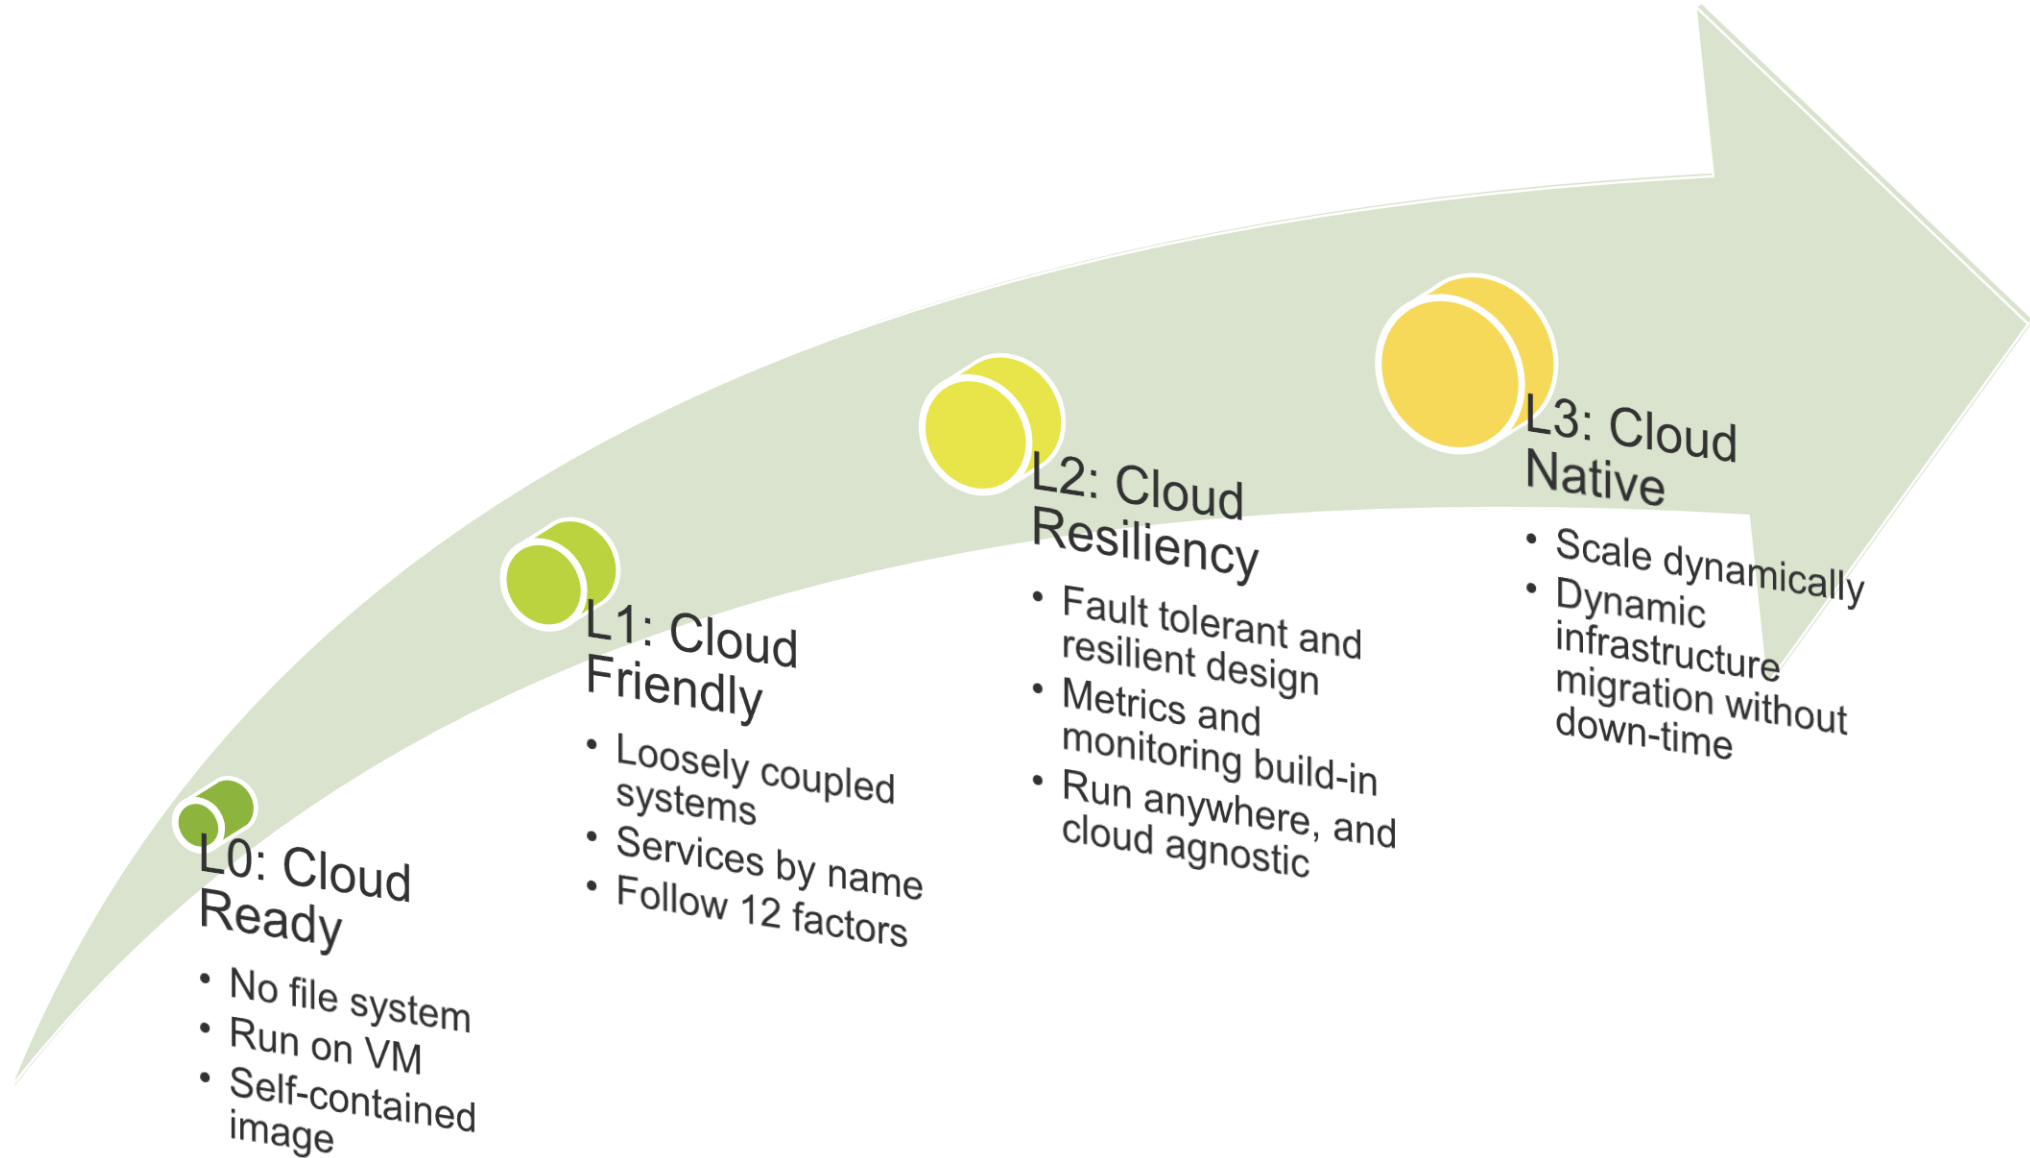 L0: Cloud
Ready
• No file system
• Run on VM
• Self-contained
image
L1: Cloud
Friendly
• Loosely coupled
systems
• Services by name
• Follow 12 factors
L2: Cloud
Resiliency
• Fault tolerant and
resilient design
• Metrics and
monitoring build-in
• Run anywhere, and
cloud agnostic
L3: Cloud
Native
• Scale dynamically
• Dynamic
infrastructure
migration without
down-time